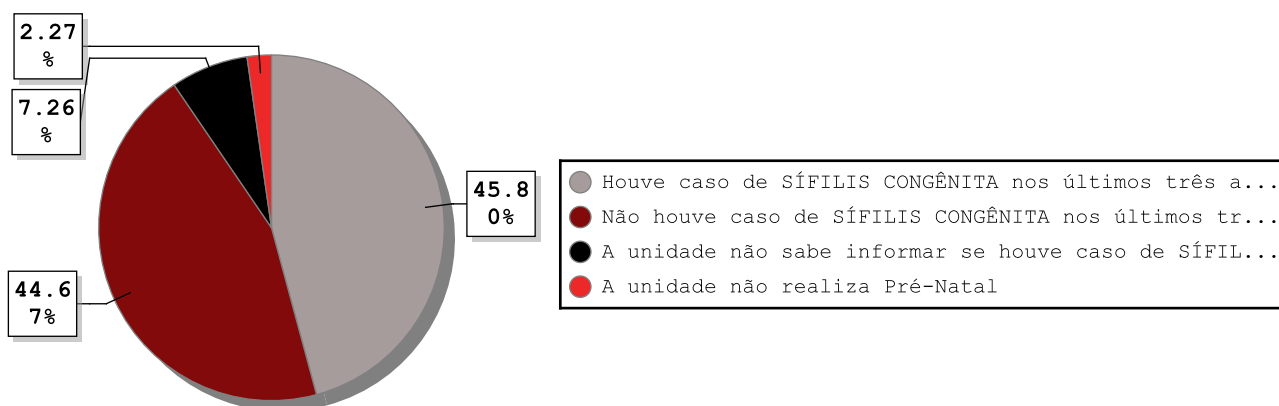 2.27
%
7.26
%
45.8
0%
44.6
7%
Houve caso de SÍFILIS CONGÊNITA nos últimos três a...
Não houve caso de SÍFILIS CONGÊNITA nos últimos tr...
A unidade não sabe informar se houve caso de SÍFIL...
A unidade não realiza Pré-Natal